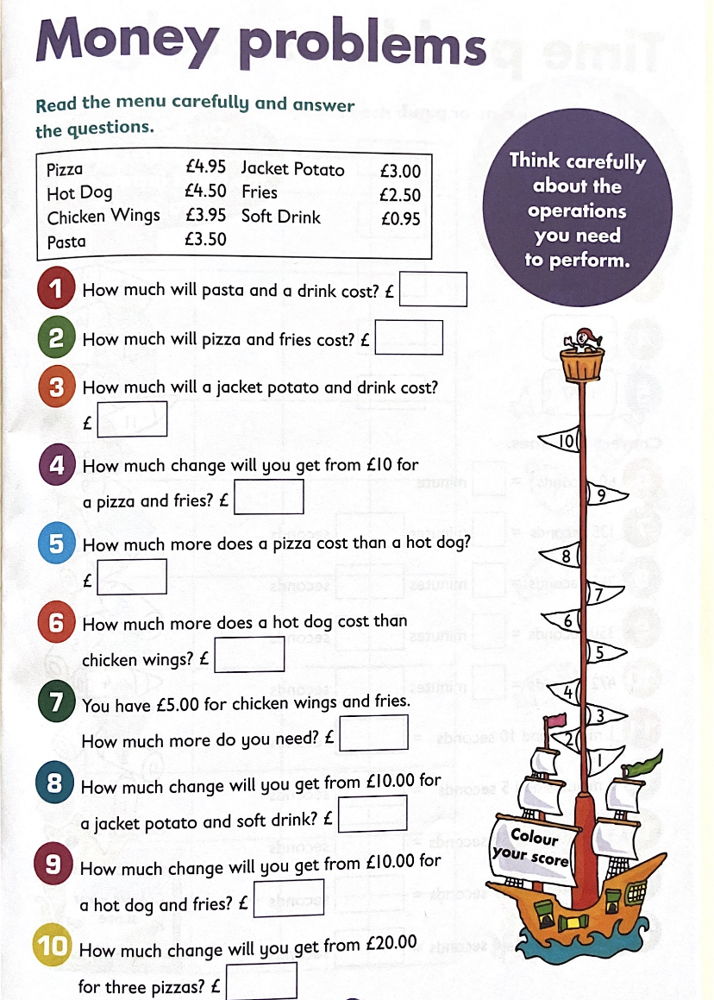 Money problems
Read the menu carefully and answer
the questions.
Pizza £4.95 Jacket Potato £3.00
Hot Dog £4.50 Fries £2.50
Chicken Wings £3.95 Soft Drink £0.95
Pasta £3.50
Think carefully
about the
operations
you need
to perform.
1 How much will pasta and a drink cost? £
2 How much will pizza and fries cost? £
3 How much will a jacket potato and drink cost?
£
4 How much change will you get from £10 for
a pizza and fries? £
5 How much more does a pizza cost than a hot dog?
£
6 How much more does a hot dog cost than
chicken wings? £
7 You have £5.00 for chicken wings and fries.
How much more do you need? £
8 How much change will you get from £10.00 for
a jacket potato and soft drink? £
9 How much change will you get from £10.00 for
a hot dog and fries? £
10 How much change will you get from £20.00
for three pizzas? £
10
9
8
7
6
5
4
3
2
1
Colour
your score